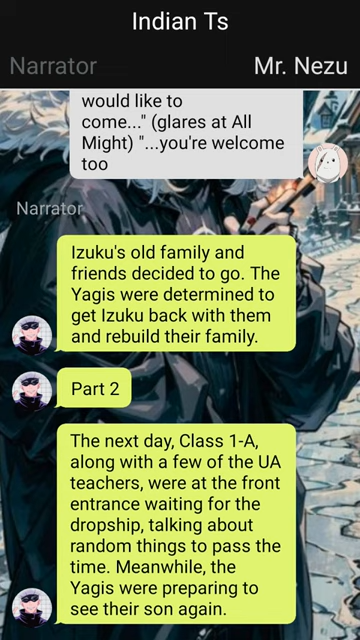 Indian Ts
Narrator
Mr. Nezu
would like to
come..." (glares at All
Might) "...you're welcome
too
Narrator
Izuku's old family and
friends decided to go. The
Yagis were determined to
get Izuku back with them
and rebuild their family.
Part 2
The next day, Class 1-A,
along with a few of the UA
teachers, were at the front
entrance waiting for the
dropship, talking about
random things to pass the
time. Meanwhile, the
Yagis were preparing to
see their son again.